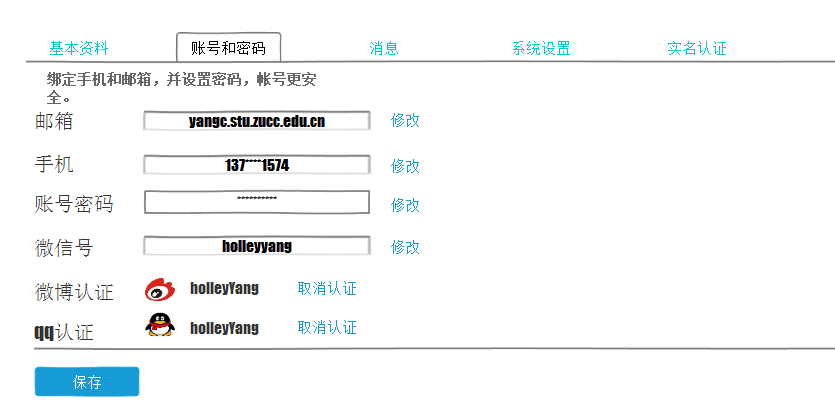 基本资料 账号和密码 消息 系统设置 实名认证
绑定手机和邮箱，并设置密码，帐号更安
全。
邮箱 yangc.stu.zucc.edu.cn 修改
手机 137****1574 修改
账号密码 ********** 修改
微信号 holleyyang 修改
微博认证 holleyYang 取消认证
qq认证 holleyYang 取消认证
保存